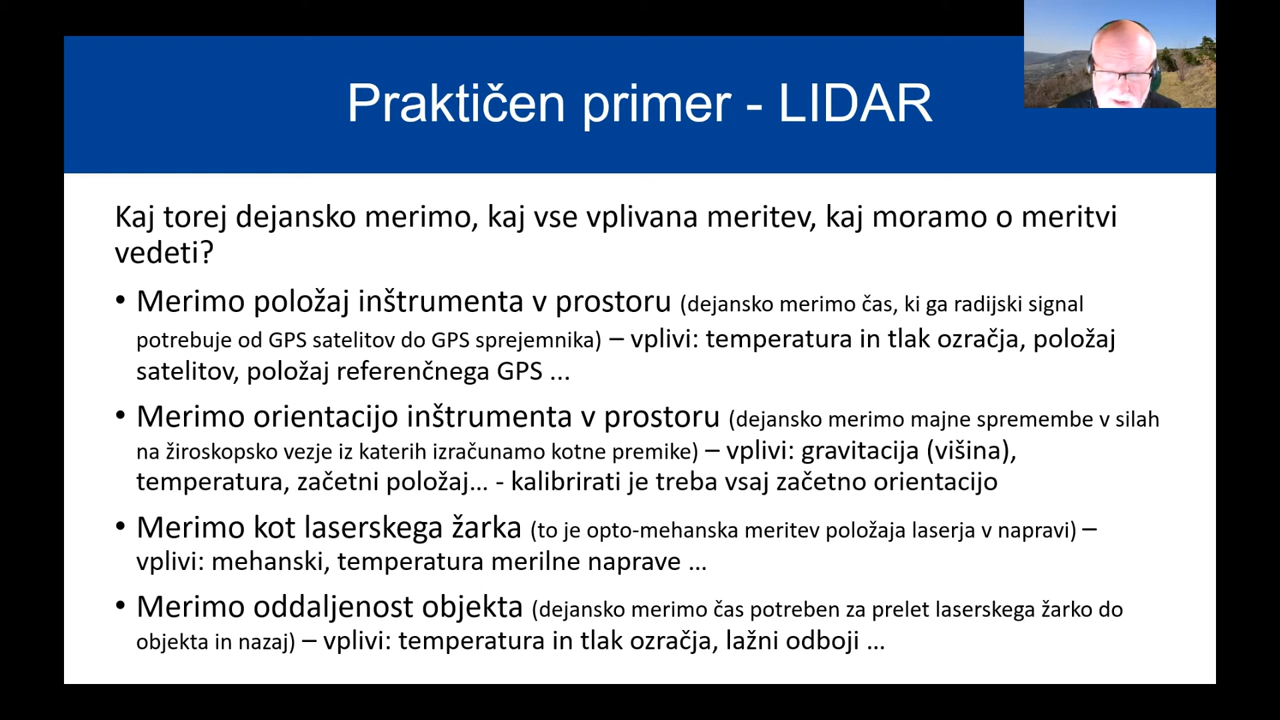 Praktičen primer - LIDAR
Kaj torej dejansko merimo, kaj vse vplivana meritev, kaj moramo o meritvi
vedeti?
• Merimo položaj inštrumenta v prostoru (dejansko merimo čas, ki ga radijski signal
potrebuje od GPS satelitov do GPS sprejemnika) – vplivi: temperatura in tlak ozračja, položaj
satelitov, položaj referenčnega GPS ...
• Merimo orientacijo inštrumenta v prostoru (dejansko merimo majne spremembe v silah
na žiroskopsko vezje iz katerih izračunamo kotne premike) – vplivi: gravitacija (višina),
temperatura, začetni položaj... - kalibrirati je treba vsaj začetno orientacijo
• Merimo kot laserskega žarka (to je opto-mehanska meritev položaja laserja v napravi) –
vplivi: mehanski, temperatura merilne naprave ...
• Merimo oddaljenost objekta (dejansko merimo čas potreben za prelet laserskega žarko do
objekta in nazaj) – vplivi: temperatura in tlak ozračja, lažni odboji ...